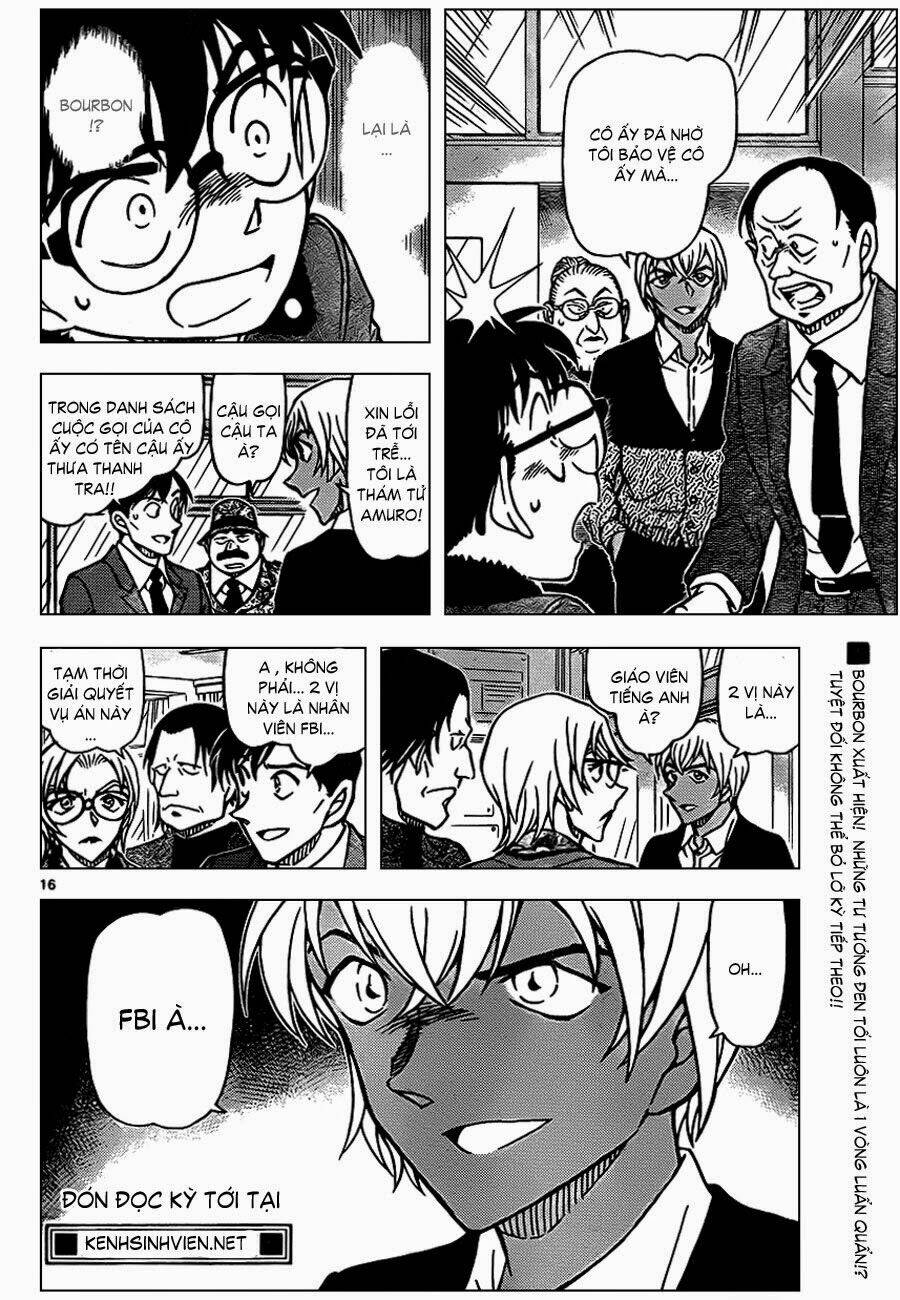 CÔ ẤY ĐÃ NHỜ
TÔI BẢO VỆ CÔ
ẤY MÀ...
LẠI LÀ
...
BOURBON
!?
XIN LỖI
ĐÃ TỚI
TRỄ...
TÔI LÀ
THÁM TỬ
AMURO!
CẬU GỌI
CẬU TA
À?
TRONG DANH SÁCH
CUỘC GỌI CỦA CÔ
ẤY CÓ TÊN CẬU ẤY
THƯA THANH
TRA!!
2 VỊ NÀY
LÀ...
GIÁO VIÊN
TIẾNG ANH
À?
A , KHÔNG
PHẢI... 2 VỊ
NÀY LÀ NHÂN
VIÊN FBI...
TẠM THỜI
GIẢI QUYẾT
VỤ ÁN NÀY
...
16
OH...
FBI À...
ĐÓN ĐỌC KỲ TỚI TẠI
KENHSINHVIEN.NET
BOURBON XUẤT HIỆN! NHỮNG TƯ TƯỞNG ĐEN TỐI LUÔN LÀ 1 VÒNG LUẨN QUẨN!?
TUYỆT ĐỐI KHÔNG THỂ BỎ LỠ KỲ TIẾP THEO!!